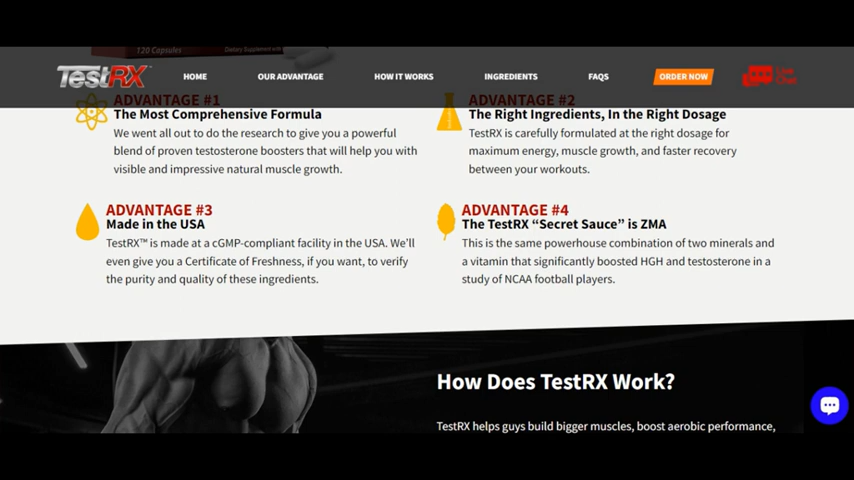 120 Capsules
Dietary Supplement with
TestRX™
HOME
OUR ADVANTAGE
HOW IT WORKS
INGREDIENTS
FAQS
ORDER NOW
Live
Chat
ADVANTAGE #1
The Most Comprehensive Formula
We went all out to do the research to give you a powerful
blend of proven testosterone boosters that will help you with
visible and impressive natural muscle growth.
ADVANTAGE #2
The Right Ingredients, In the Right Dosage
TestRX is carefully formulated at the right dosage for
maximum energy, muscle growth, and faster recovery
between your workouts.
ADVANTAGE #3
Made in the USA
TestRX™ is made at a cGMP-compliant facility in the USA. We’ll
even give you a Certificate of Freshness, if you want, to verify
the purity and quality of these ingredients.
ADVANTAGE #4
The TestRX “Secret Sauce” is ZMA
This is the same powerhouse combination of two minerals and
a vitamin that significantly boosted HGH and testosterone in a
study of NCAA football players.
How Does TestRX Work?
TestRX helps guys build bigger muscles, boost aerobic performance,